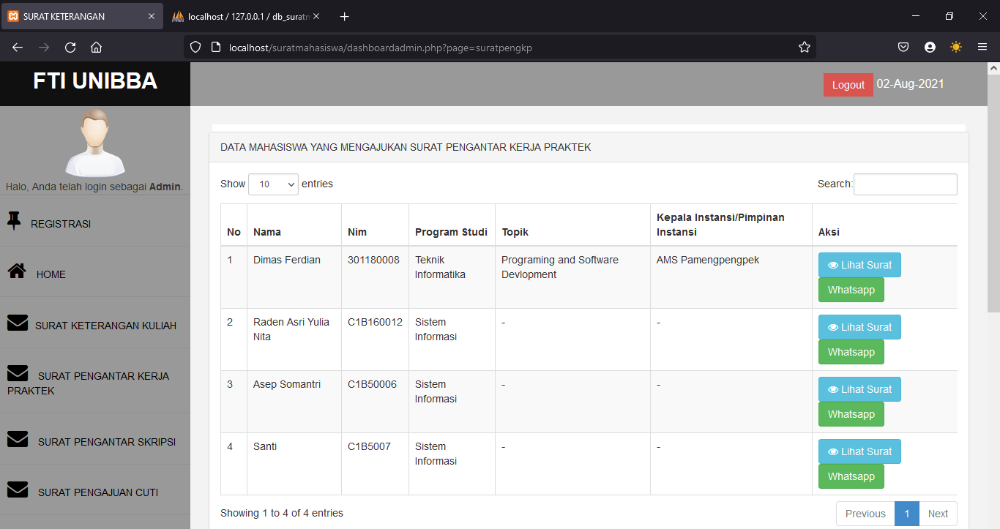 SURAT KETERANGAN
localhost / 127.0.0.1 / db_suratm
localhost/suratmahasiswa/dashboardadmin.php?page=suratpengkp
FTI UNIBBA
Logout 02-Aug-2021
Halo, Anda telah login sebagai Admin.
REGISTRASI
HOME
SURAT KETERANGAN KULIAH
SURAT PENGANTAR KERJA
PRAKTEK
SURAT PENGANTAR SKRIPSI
SURAT PENGAJUAN CUTI
DATA MAHASISWA YANG MENGAJUKAN SURAT PENGANTAR KERJA PRAKTEK
Show 10 entries Search:
No Nama Nim Program Studi Topik Kepala Instansi/Pimpinan
Instansi Aksi
1 Dimas Ferdian 301180008 Teknik Programing and Software AMS Pamengpengpek Lihat Surat
Informatika Devlopment Whatsapp
2 Raden Asri Yulia C1B160012 Sistem - - Lihat Surat
Nita Informasi Whatsapp
3 Asep Somantri C1B50006 Sistem - - Lihat Surat
Informasi Whatsapp
4 Santi C1B5007 Sistem - - Lihat Surat
Informasi Whatsapp
Showing 1 to 4 of 4 entries Previous 1 Next